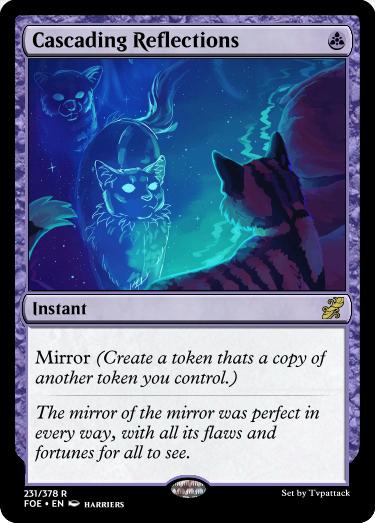 Cascading Reflections
Instant
Mirror (Create a token thats a copy of
another token you control.)
The mirror of the mirror was perfect in
every way, with all its flaws and
fortunes for all to see.
231/378 R
FOE • EN HARRIERS
Set by Tvpattack